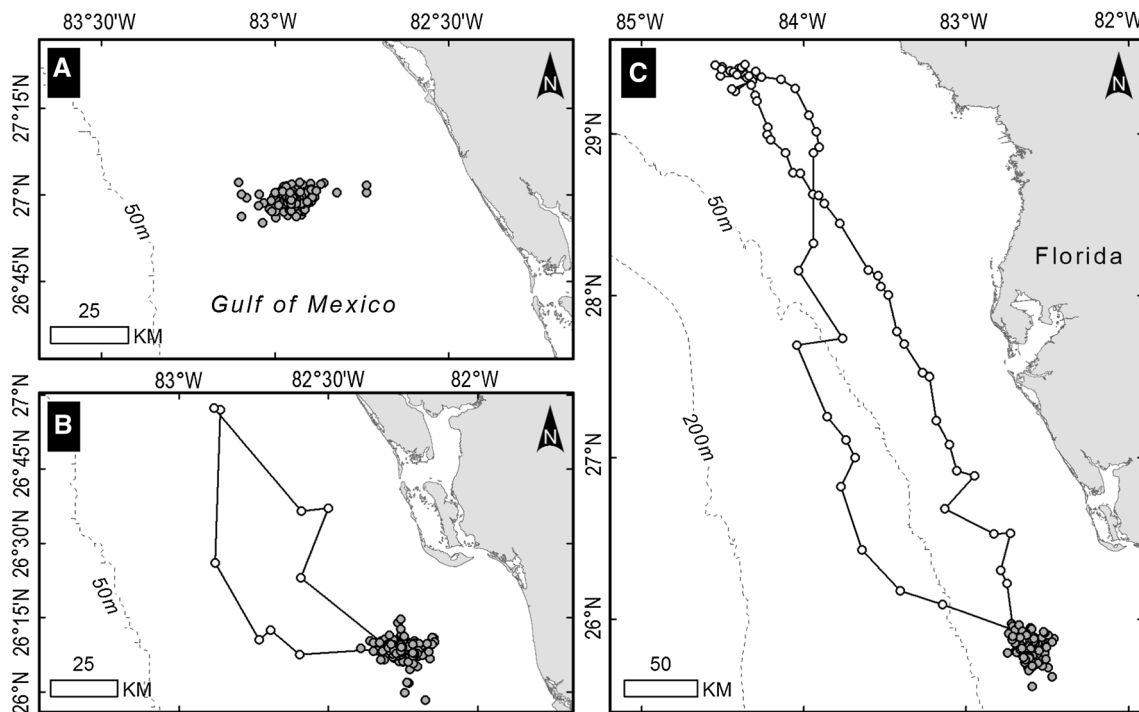 83°30'W 83°W 82°30'W
A
N
27°15'N
27°N
26°45'N
50m
Gulf of Mexico
25
KM
83°W 82°30'W 82°W
B
N
27°N
26°45'N
26°30'N
26°15'N
26°N
50m
25
KM
85°W 84°W 83°W 82°W
C
N
29°N
28°N
27°N
26°N
50m
200m
Florida
50
KM